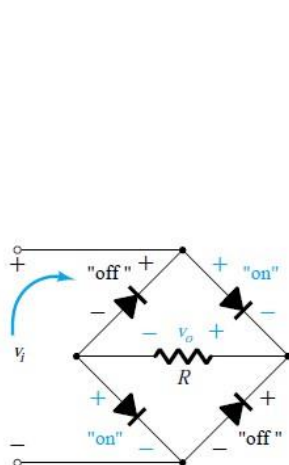 + "off" + + "on"
− −
− vo +
vi R
+ +
− "on" − − "off"